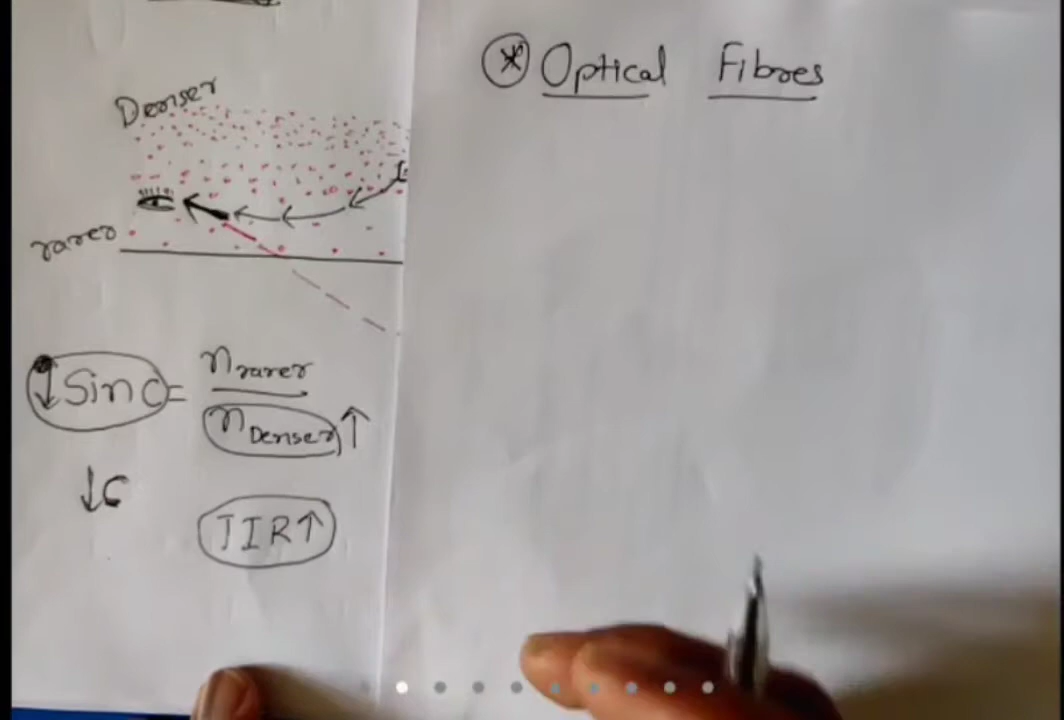 Denser
rarer
↓Sin C = n rarer
n Denser ↑
↓C
TIR↑
* Optical Fibres